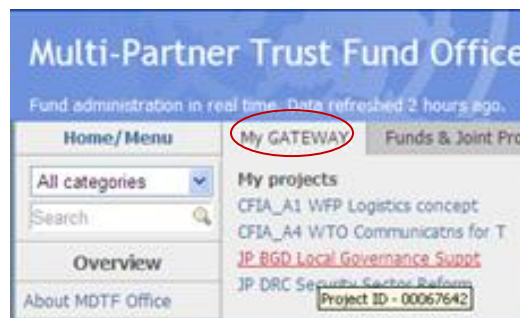 Multi-Partner Trust Fund Office
Fund administration in real time. Data refreshed 2 hours ago.
Home/Menu
My GATEWAY
Funds & Joint Pro
All categories
Search
Overview
About MDTF Office
My projects
CFIA_A1 WFP Logistics concept
CFIA_A4 WTO Communicatns for T
JP BGD Local Governance Suppt
JP DRC Security Sector Reform
Project ID - 00067642